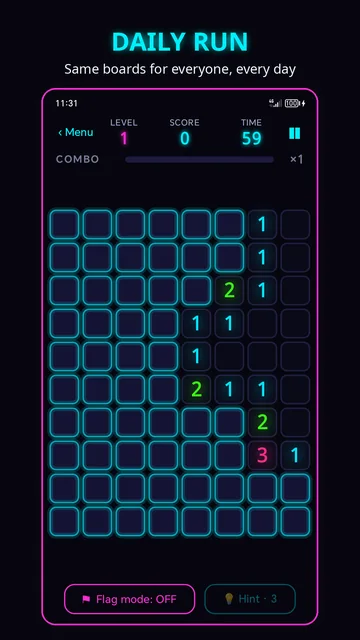 DAILY RUN
Same boards for everyone, every day
11:31
100
‹ Menu
LEVEL
1
SCORE
0
TIME
59
COMBO
×1
1
1
2 1
1 1
1
2 1 1
2
3 1
Flag mode: OFF
Hint · 3